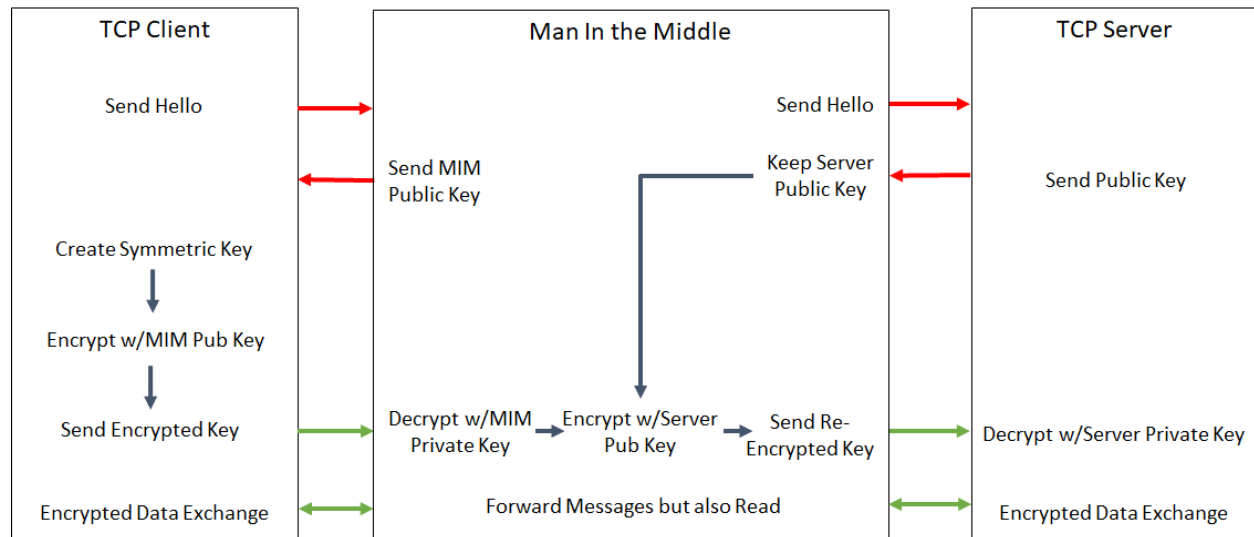 TCP Client
Man In the Middle
TCP Server
Send Hello
Send Hello
Send MIM
Public Key
Keep Server
Public Key
Send Public Key
Create Symmetric Key
Encrypt w/MIM Pub Key
Send Encrypted Key
Decrypt w/MIM
Private Key
Encrypt w/Server
Pub Key
Send Re-
Encrypted Key
Decrypt w/Server Private Key
Encrypted Data Exchange
Forward Messages but also Read
Encrypted Data Exchange